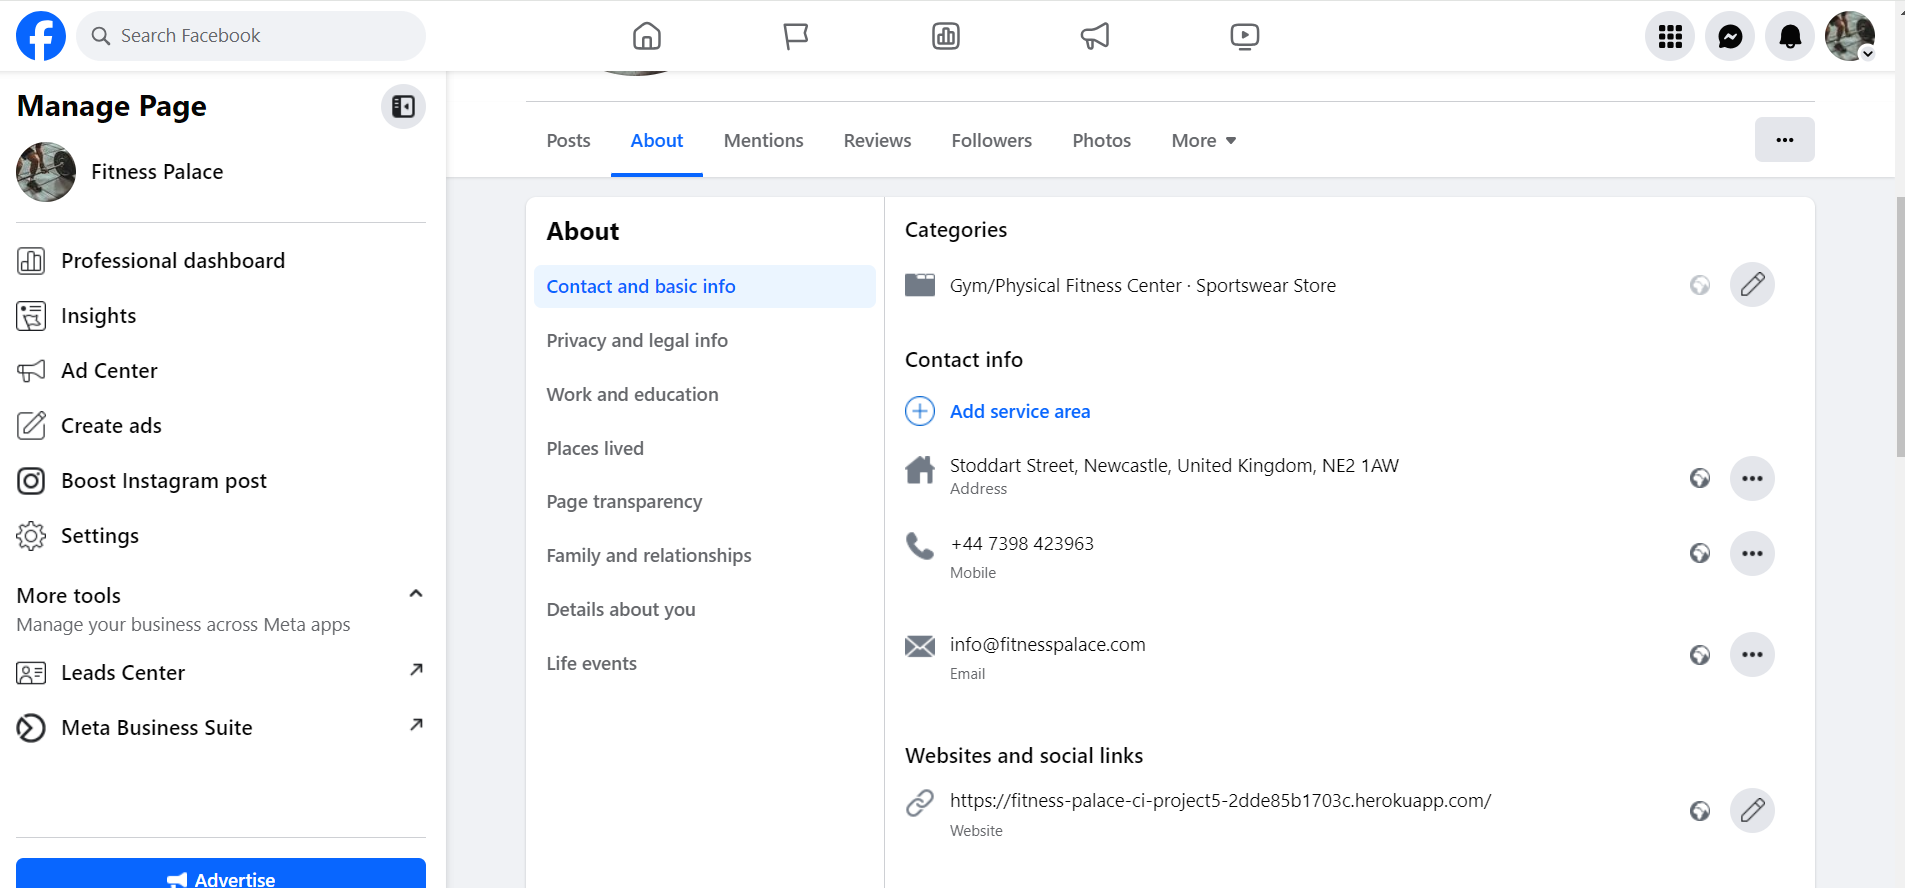 Search Facebook
Manage Page
Fitness Palace
Professional dashboard
Insights
Ad Center
Create ads
Boost Instagram post
Settings
More tools
Manage your business across Meta apps
Leads Center
Meta Business Suite
Advertise
Posts
About
Mentions
Reviews
Followers
Photos
More
About
Contact and basic info
Privacy and legal info
Work and education
Places lived
Page transparency
Family and relationships
Details about you
Life events
Categories
Gym/Physical Fitness Center · Sportswear Store
Contact info
Add service area
Stoddart Street, Newcastle, United Kingdom, NE2 1AW
Address
+44 7398 423963
Mobile
info@fitnesspalace.com
Email
Websites and social links
https://fitness-palace-ci-project5-2dde85b1703c.herokuapp.com/
Website